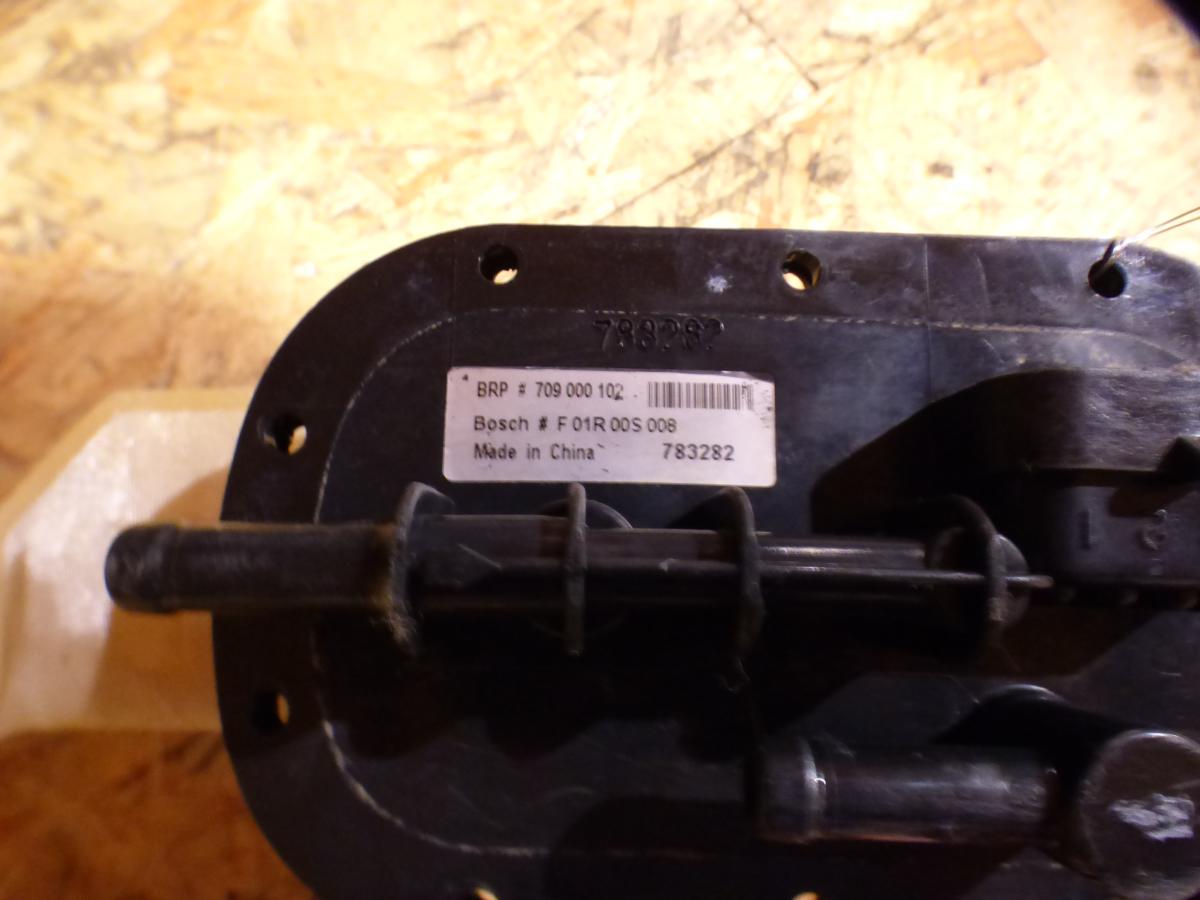 783282
BRP # 709 000 102
Bosch # F 01R 00S 008
Made in China 783282